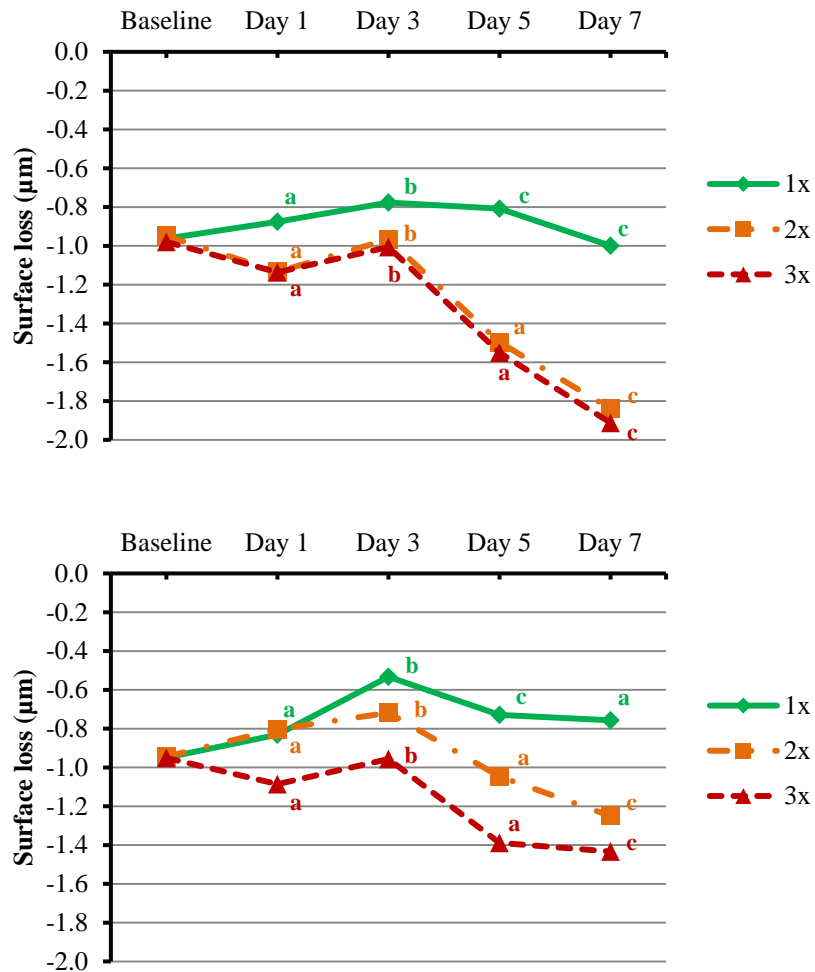 Baseline Day 1 Day 3 Day 5 Day 7
0.0
-0.2
-0.4
-0.6
-0.8
-1.0
-1.2
-1.4
-1.6
-1.8
-2.0
Surface loss (µm)
a b c c
a b a c
a b a c
1x
2x
3x
Baseline Day 1 Day 3 Day 5 Day 7
0.0
-0.2
-0.4
-0.6
-0.8
-1.0
-1.2
-1.4
-1.6
-1.8
-2.0
Surface loss (µm)
a b c a
a b a c
a b a c
1x
2x
3x